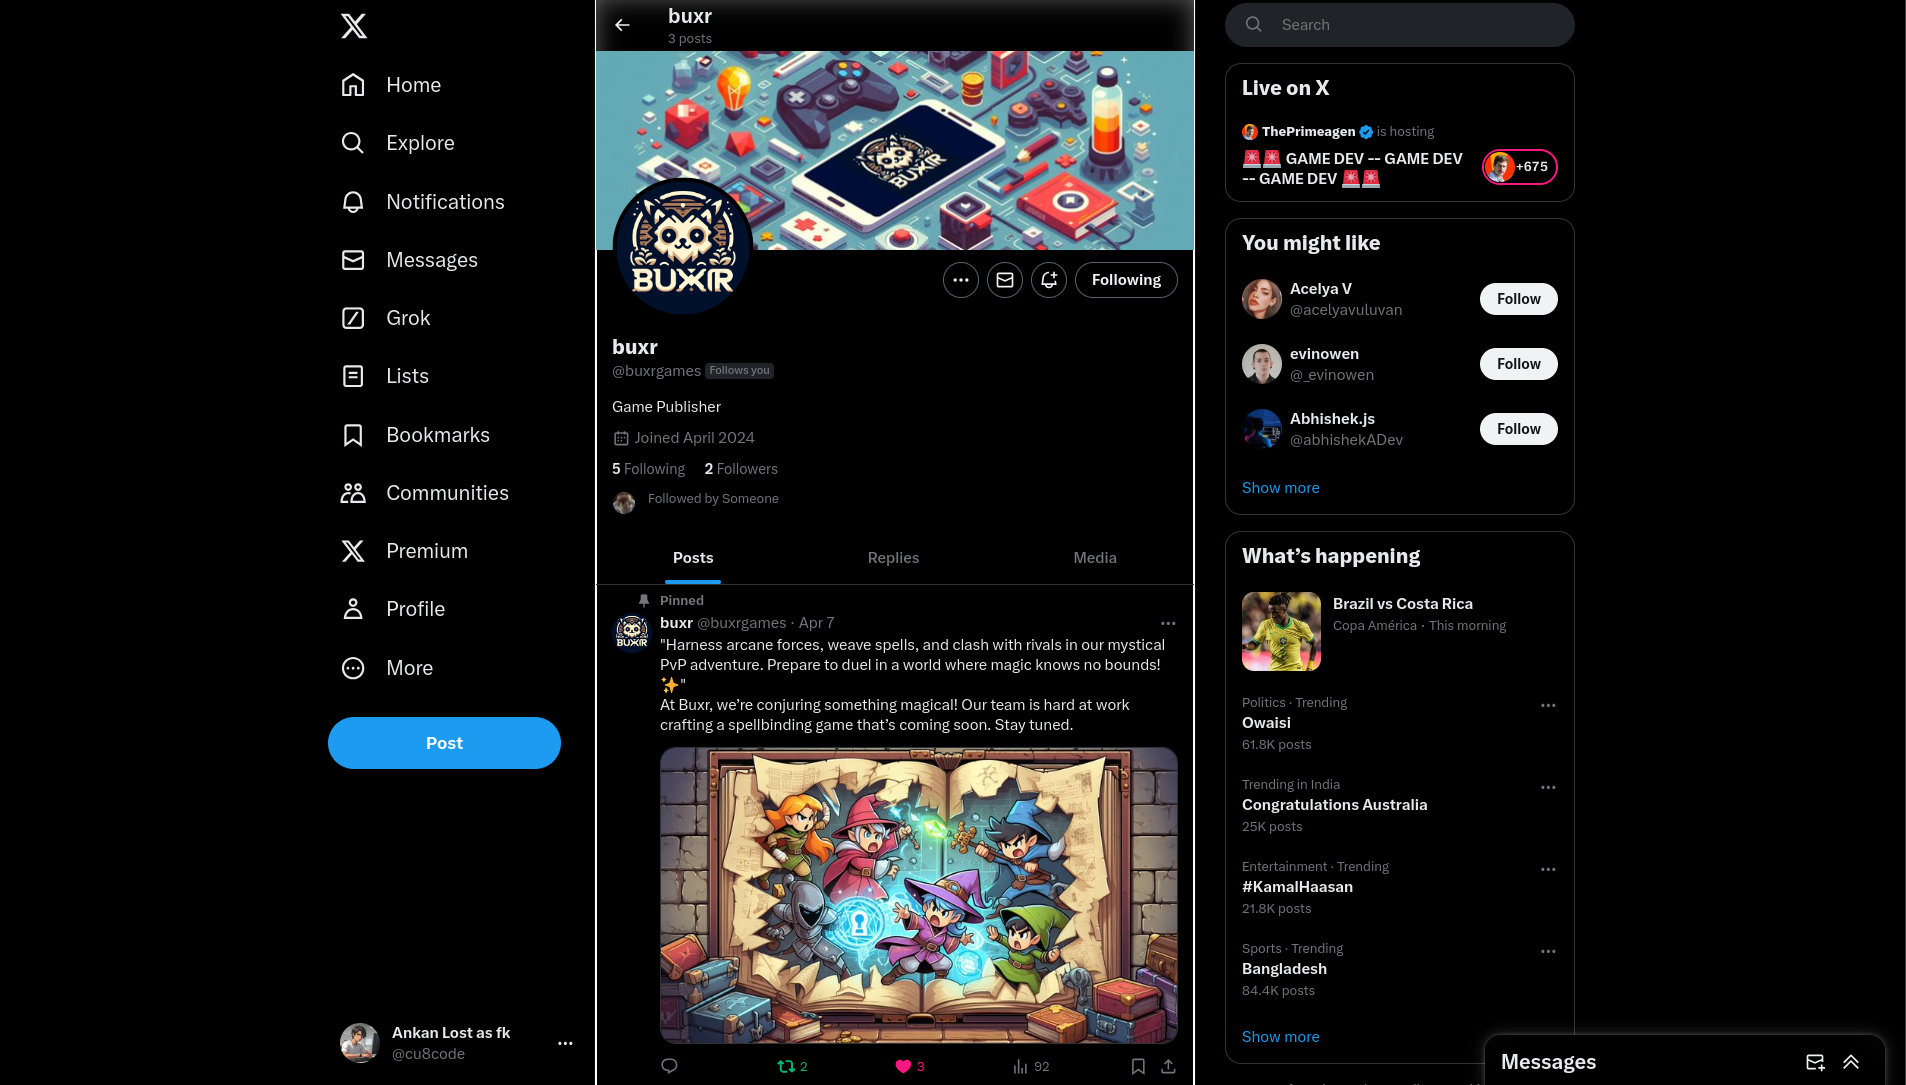 Home
Explore
Notifications
Messages
Grok
Lists
Bookmarks
Communities
Premium
Profile
More
Post
Ankan Lost as fk
@cu8code
buxr
3 posts
BUXIR
BUXIR
Following
buxr
@buxrgames Follows you
Game Publisher
Joined April 2024
5 Following 2 Followers
Followed by Someone
Posts Replies Media
Pinned
BUXIR
buxr @buxrgames · Apr 7
"Harness arcane forces, weave spells, and clash with rivals in our mystical
PvP adventure. Prepare to duel in a world where magic knows no bounds!
✨"
At Buxr, we’re conjuring something magical! Our team is hard at work
crafting a spellbinding game that’s coming soon. Stay tuned.
2 3 92
Search
Live on X
ThePrimeagen is hosting
🚨🚨 GAME DEV -- GAME DEV
-- GAME DEV 🚨🚨
+675
You might like
Acelya V
@acelyavuluvan
Follow
evinowen
@_evinowen
Follow
Abhishek.js
@abhishekADev
Follow
Show more
What’s happening
Brazil vs Costa Rica
Copa América · This morning
Politics · Trending
Owaisi
61.8K posts
Trending in India
Congratulations Australia
25K posts
Entertainment · Trending
#KamalHaasan
21.8K posts
Sports · Trending
Bangladesh
84.4K posts
Show more
Messages